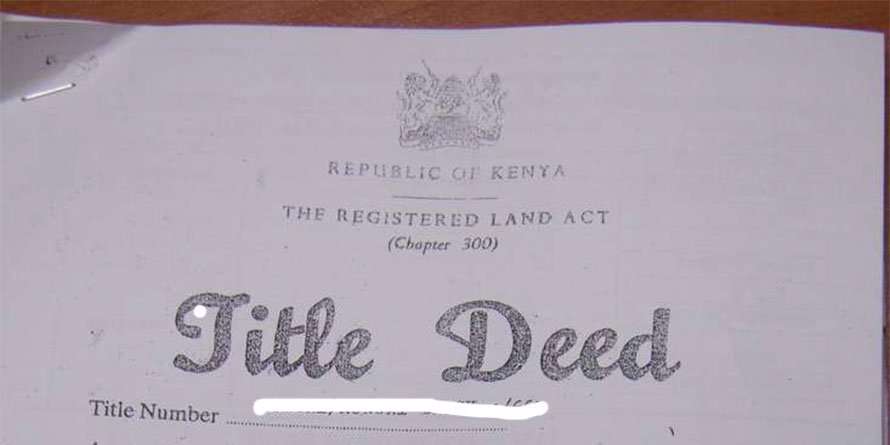 REPUBLIC OF KENYA
THE REGISTERED LAND ACT
(Chapter 300)
Title Deed
Title Number